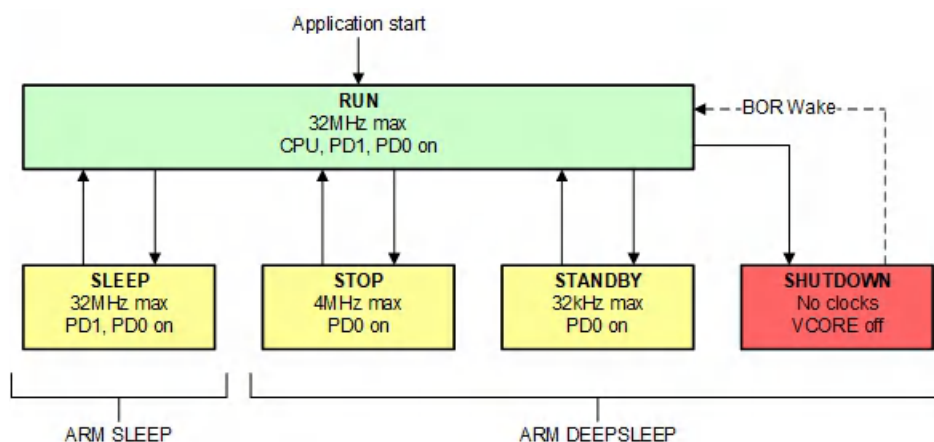 Application start
RUN
32MHz max
CPU, PD1, PD0 on
BOR Wake
SLEEP
32MHz max
PD1, PD0 on
STOP
4MHz max
PD0 on
STANDBY
32kHz max
PD0 on
SHUTDOWN
No clocks
VCORE off
ARM SLEEP
ARM DEEPSLEEP